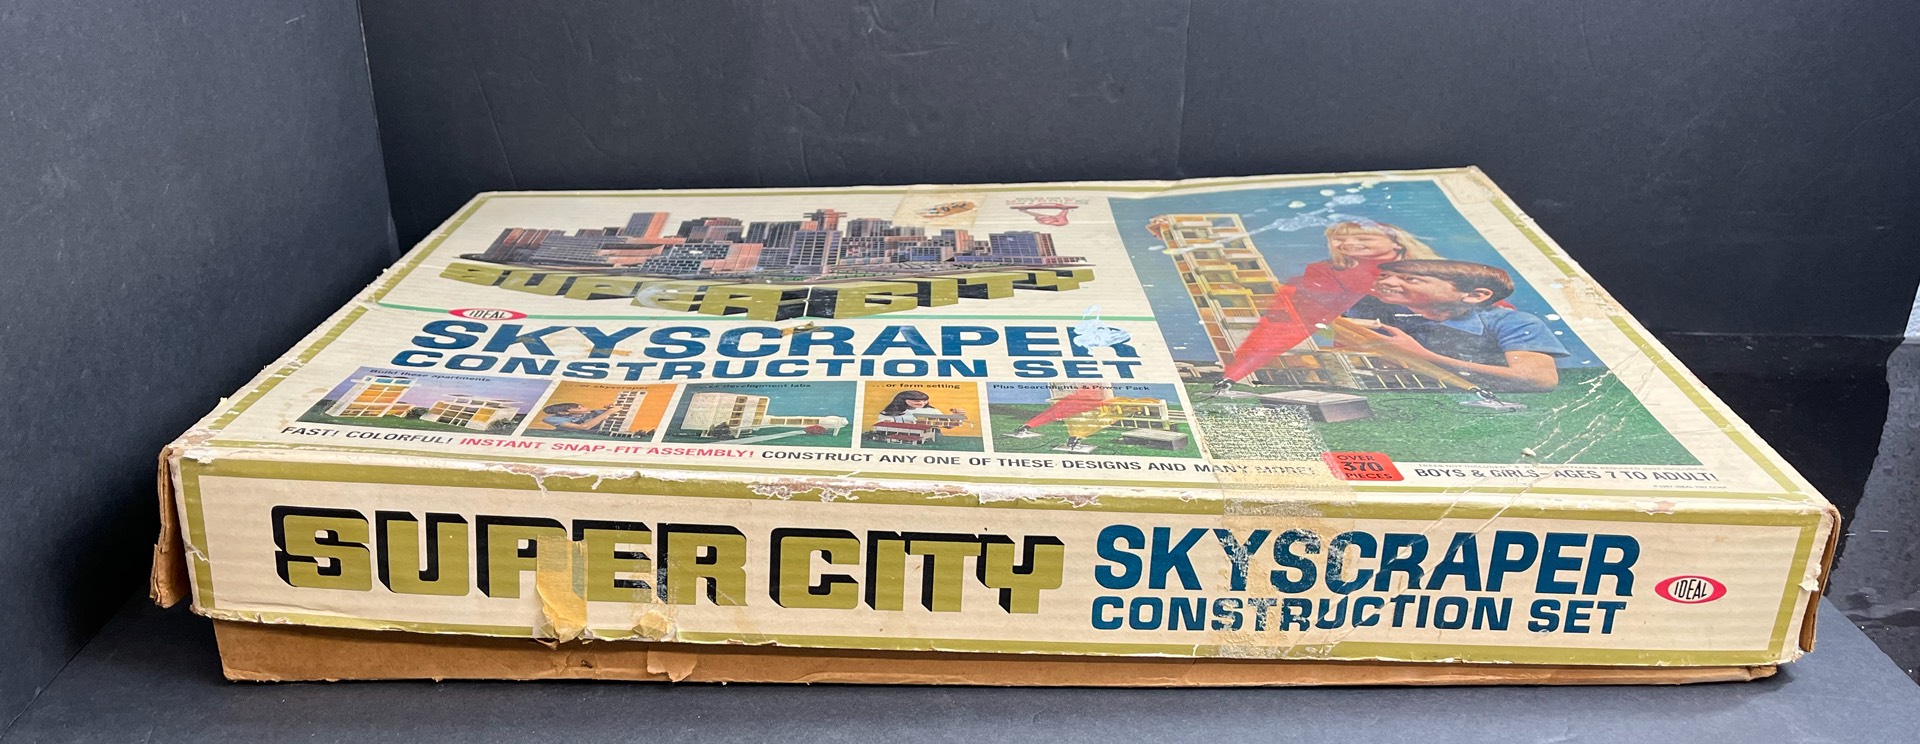 SUPER CITY
IDEAL
SKYSCRAPER
CONSTRUCTION SET
Build these apartments
or skyscraper
development labs
or farm setting
Plus Searchlights & Power Pack
FAST! COLORFUL! INSTANT SNAP-FIT ASSEMBLY! CONSTRUCT ANY ONE OF THESE DESIGNS AND MANY MORE!
OVER
370
PIECES
BOYS & GIRLS-AGES 7 TO ADULT!
SUPER CITY
SKYSCRAPER
CONSTRUCTION SET
IDEAL